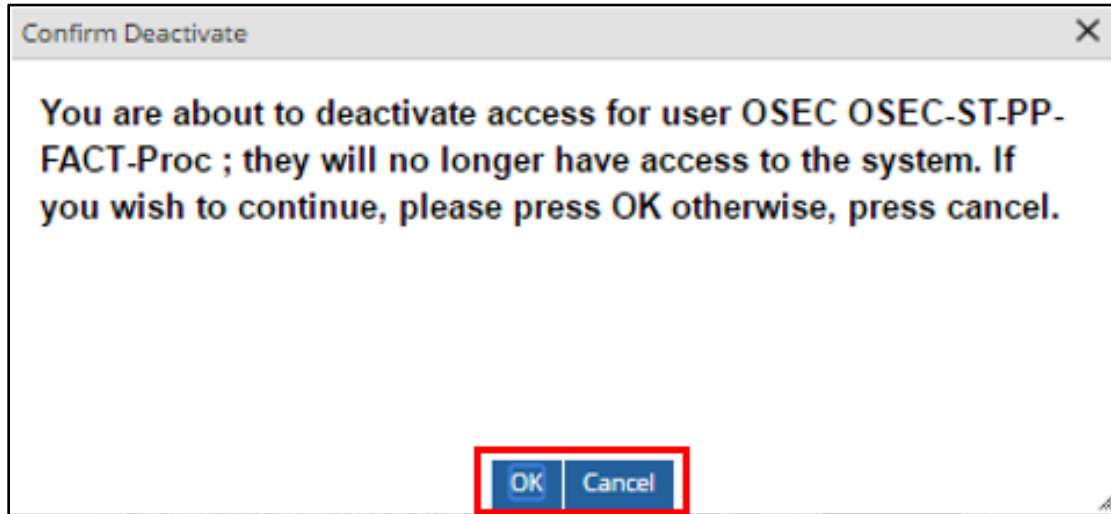 Confirm Deactivate
You are about to deactivate access for user OSEC OSEC-ST-PP-
FACT-Proc ; they will no longer have access to the system. If
you wish to continue, please press OK otherwise, press cancel.
OK Cancel